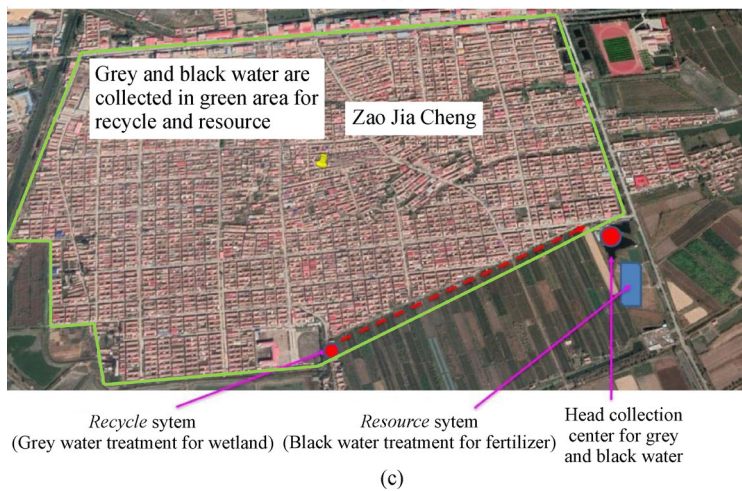 Grey and black water are
collected in green area for
recycle and resource
Zao Jia Cheng
Recycle sytem
(Grey water treatment for wetland)
Resource sytem
(Black water treatment for fertilizer)
Head collection
center for grey
and black water
(c)